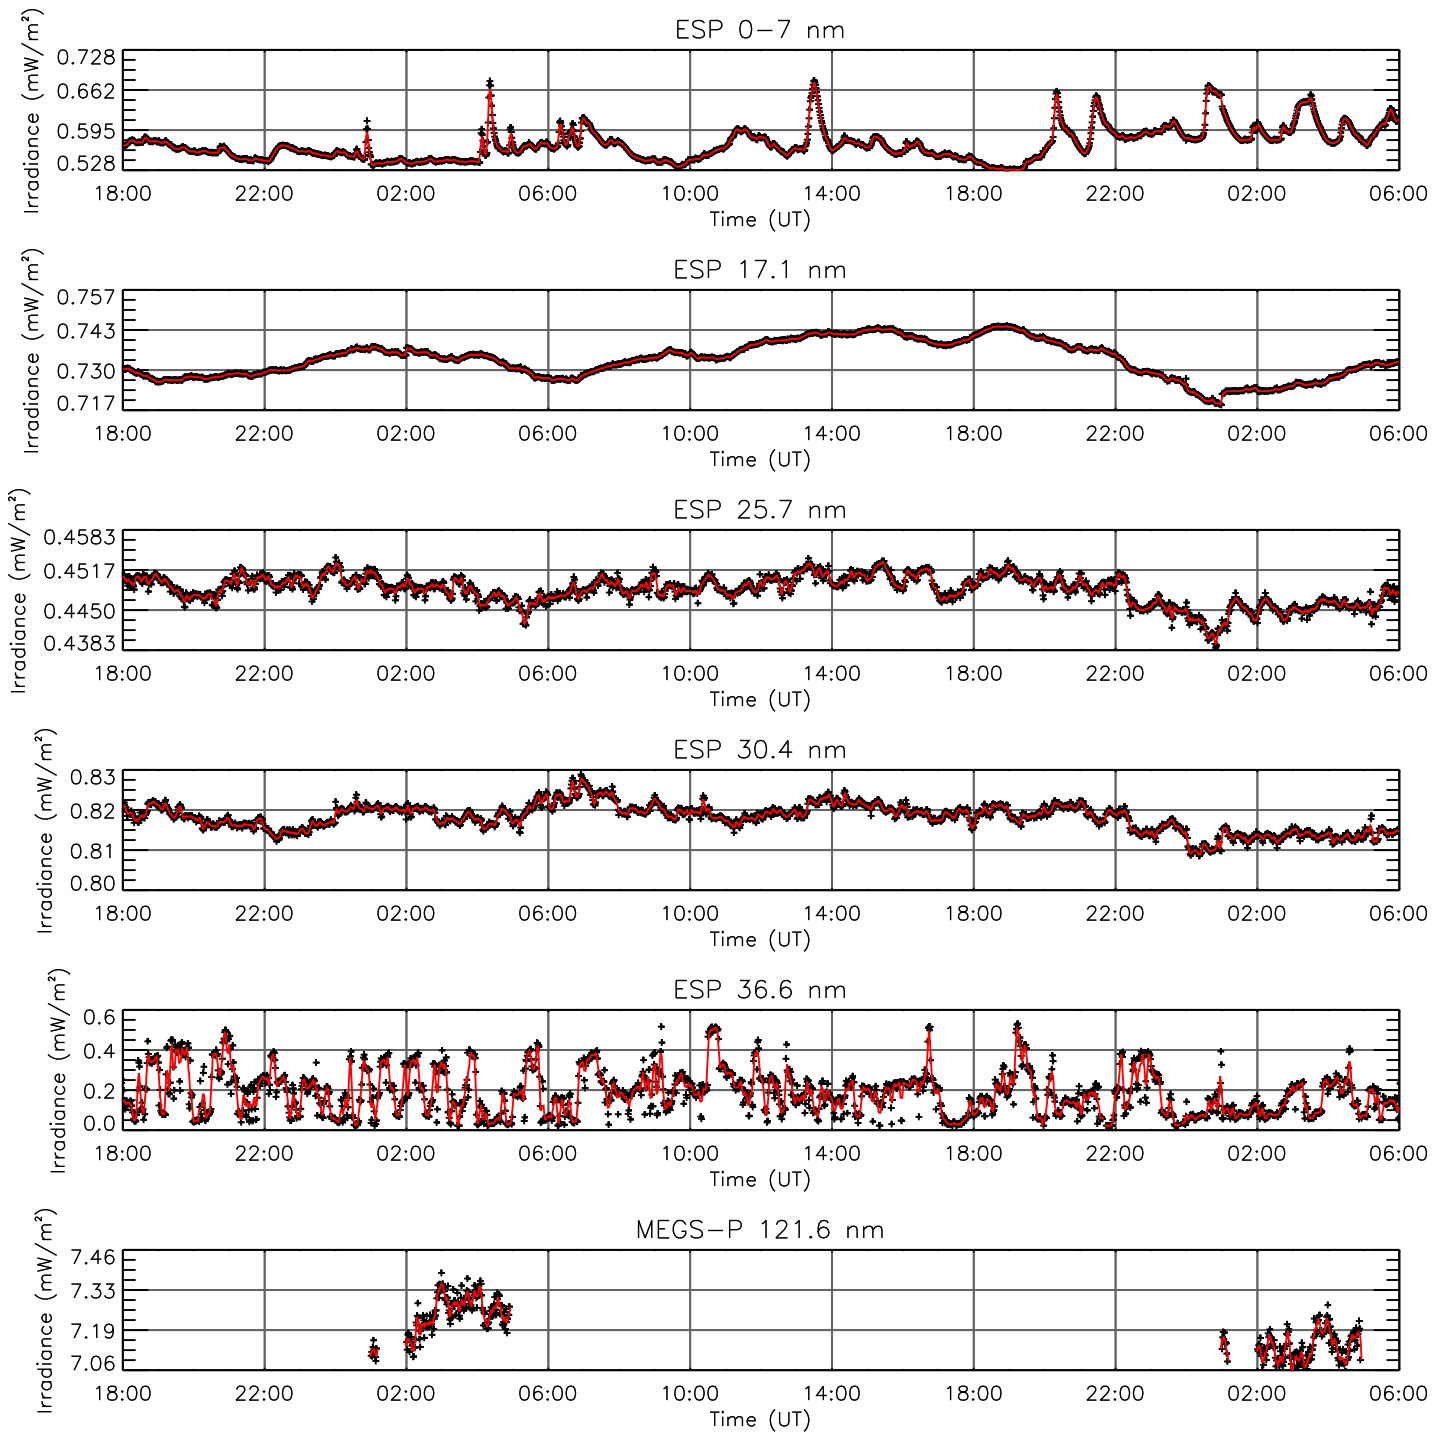 ESP 0-7 nm
Irradiance (mW/m²)
0.728
0.662
0.595
0.528
18:00 22:00 02:00 06:00 10:00 14:00 18:00 22:00 02:00 06:00
Time (UT)
ESP 17.1 nm
Irradiance (mW/m²)
0.757
0.743
0.730
0.717
18:00 22:00 02:00 06:00 10:00 14:00 18:00 22:00 02:00 06:00
Time (UT)
ESP 25.7 nm
Irradiance (mW/m²)
0.4583
0.4517
0.4450
0.4383
18:00 22:00 02:00 06:00 10:00 14:00 18:00 22:00 02:00 06:00
Time (UT)
ESP 30.4 nm
Irradiance (mW/m²)
0.83
0.82
0.81
0.80
18:00 22:00 02:00 06:00 10:00 14:00 18:00 22:00 02:00 06:00
Time (UT)
ESP 36.6 nm
Irradiance (mW/m²)
0.6
0.4
0.2
0.0
18:00 22:00 02:00 06:00 10:00 14:00 18:00 22:00 02:00 06:00
Time (UT)
MEGS-P 121.6 nm
Irradiance (mW/m²)
7.46
7.33
7.19
7.06
18:00 22:00 02:00 06:00 10:00 14:00 18:00 22:00 02:00 06:00
Time (UT)